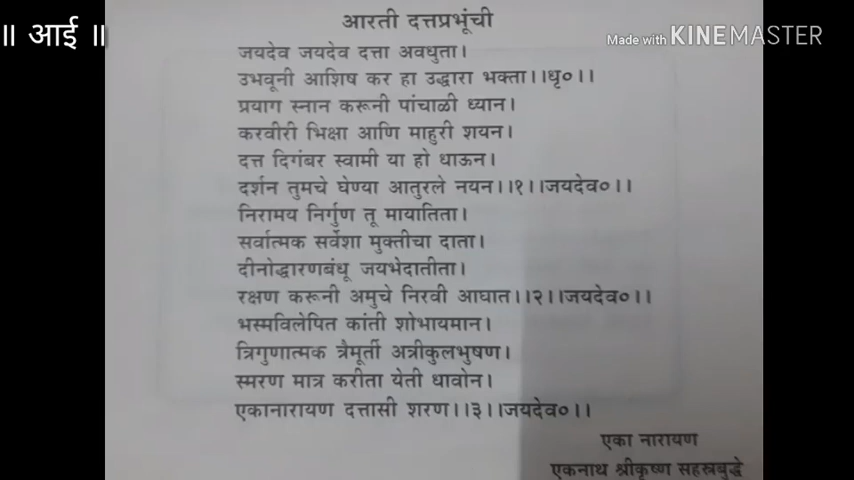 ॥ आई ॥
Made with KINEMASTER
आरती दत्तप्रभूंची
जयदेव जयदेव दत्ता अवधुता।
उभवूनी आशिष कर हा उद्धारा भक्ता।।धृ०।।
प्रयाग स्नान करूनी पांचाळी ध्यान।
करवीरी भिक्षा आणि माहुरी शयन।
दत्त दिगंबर स्वामी या हो धाऊन।
दर्शन तुमचे घेण्या आतुरले नयन।।१।।जयदेव०।।
निरामय निर्गुण तू मायातिता।
सर्वात्मक सर्वेशा मुक्तीचा दाता।
दीनोद्धारणबंधू जयभेदातीता।
रक्षण करूनी अमुचे निरवी आघात।।२।।जयदेव०।।
भस्मविलेपित कांती शोभायमान।
त्रिगुणात्मक त्रैमूर्ती अत्रीकुलभुषण।
स्मरण मात्र करीता येती धावोन।
एकानारायण दत्तासी शरण।।३।।जयदेव०।।
एका नारायण
एकनाथ श्रीकृष्ण सहस्त्रबुद्धे